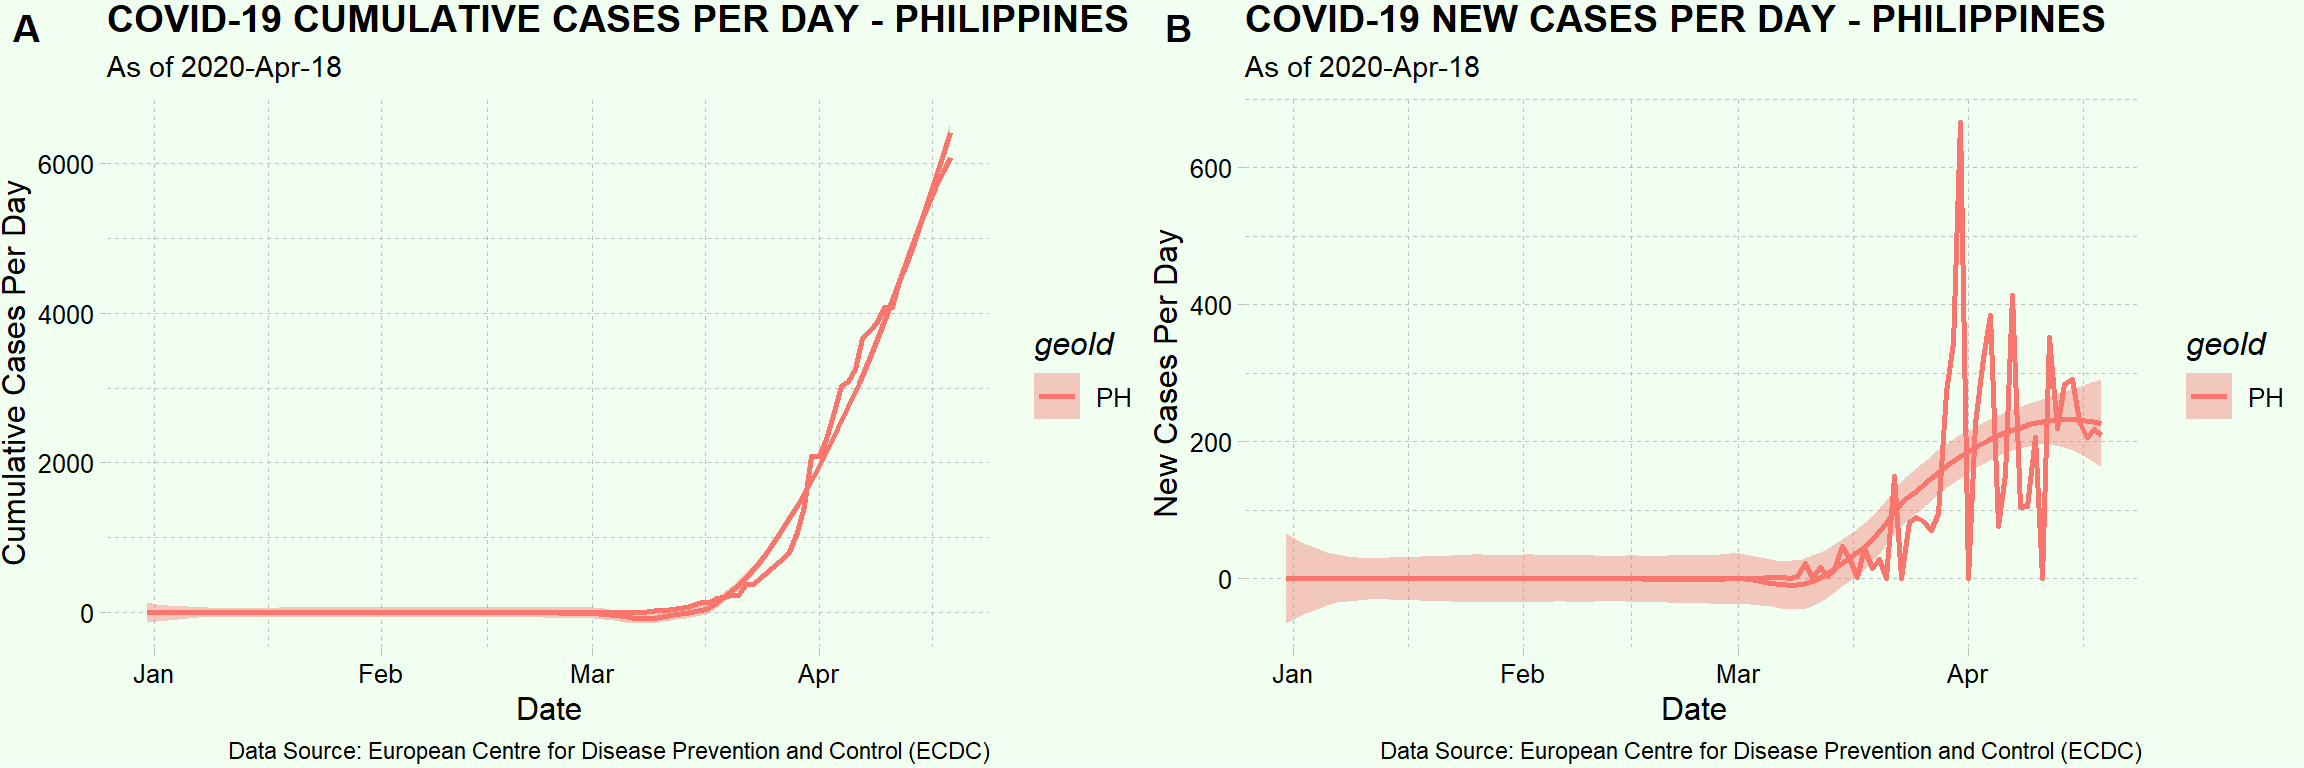 A
COVID-19 CUMULATIVE CASES PER DAY - PHILIPPINES
As of 2020-Apr-18
Cumulative Cases Per Day
6000
4000
2000
0
Jan Feb Mar Apr
Date
geoId
PH
Data Source: European Centre for Disease Prevention and Control (ECDC)
B
COVID-19 NEW CASES PER DAY - PHILIPPINES
As of 2020-Apr-18
New Cases Per Day
600
400
200
0
Jan Feb Mar Apr
Date
geoId
PH
Data Source: European Centre for Disease Prevention and Control (ECDC)